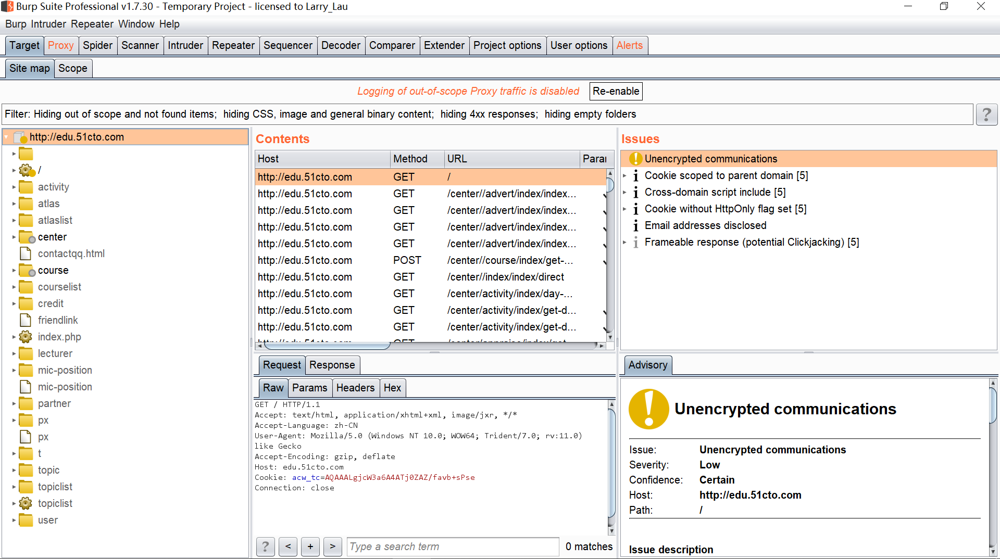 Burp Suite Professional v1.7.30 - Temporary Project - licensed to Larry_Lau
Burp Intruder Repeater Window Help
Target Proxy Spider Scanner Intruder Repeater Sequencer Decoder Comparer Extender Project options User options Alerts
Site map Scope
Logging of out-of-scope Proxy traffic is disabled Re-enable
Filter: Hiding out of scope and not found items; hiding CSS, image and general binary content; hiding 4xx responses; hiding empty folders
?
http://edu.51cto.com
/
activity
atlas
atlaslist
center
contactqq.html
course
courselist
credit
friendlink
index.php
lecturer
mic-position
mic-position
partner
px
px
t
topic
topiclist
topiclist
user
Contents
Host Method URL Parar
http://edu.51cto.com GET /
http://edu.51cto.com GET /center//advert/index/index...
http://edu.51cto.com GET /center//advert/index/index...
http://edu.51cto.com GET /center//advert/index/index...
http://edu.51cto.com GET /center//advert/index/index...
http://edu.51cto.com POST /center//course/index/get-...
http://edu.51cto.com GET /center//index/index/direct
http://edu.51cto.com GET /center/activity/index/day-...
http://edu.51cto.com GET /center/activity/index/get-d...
http://edu.51cto.com GET /center/activity/index/get-d...
Request Response
Raw Params Headers Hex
GET / HTTP/1.1
Accept: text/html, application/xhtml+xml, image/jxr, */*
Accept-Language: zh-CN
User-Agent: Mozilla/5.0 (Windows NT 10.0; WOW64; Trident/7.0; rv:11.0)
like Gecko
Accept-Encoding: gzip, deflate
Host: edu.51cto.com
Cookie: acw_tc=AQAAALgjcW3a6A4ATj0ZAZ/favb+sPse
Connection: close
? < + > Type a search term 0 matches
Issues
Unencrypted communications
Cookie scoped to parent domain [5]
Cross-domain script include [5]
Cookie without HttpOnly flag set [5]
Email addresses disclosed
Frameable response (potential Clickjacking) [5]
Advisory
Unencrypted communications
Issue: Unencrypted communications
Severity: Low
Confidence: Certain
Host: http://edu.51cto.com
Path: /
Issue description